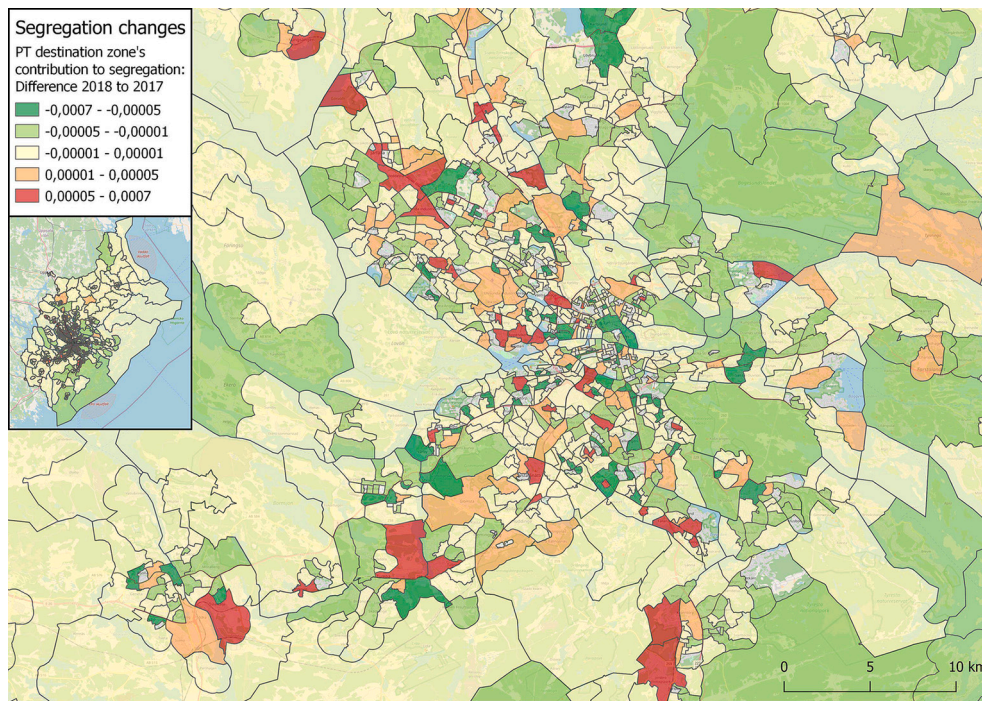 Segregation changes
PT destination zone's
contribution to segregation:
Difference 2018 to 2017
-0,0007 - -0,00005
-0,00005 - -0,00001
-0,00001 - 0,00001
0,00001 - 0,00005
0,00005 - 0,0007
0 5 10 km